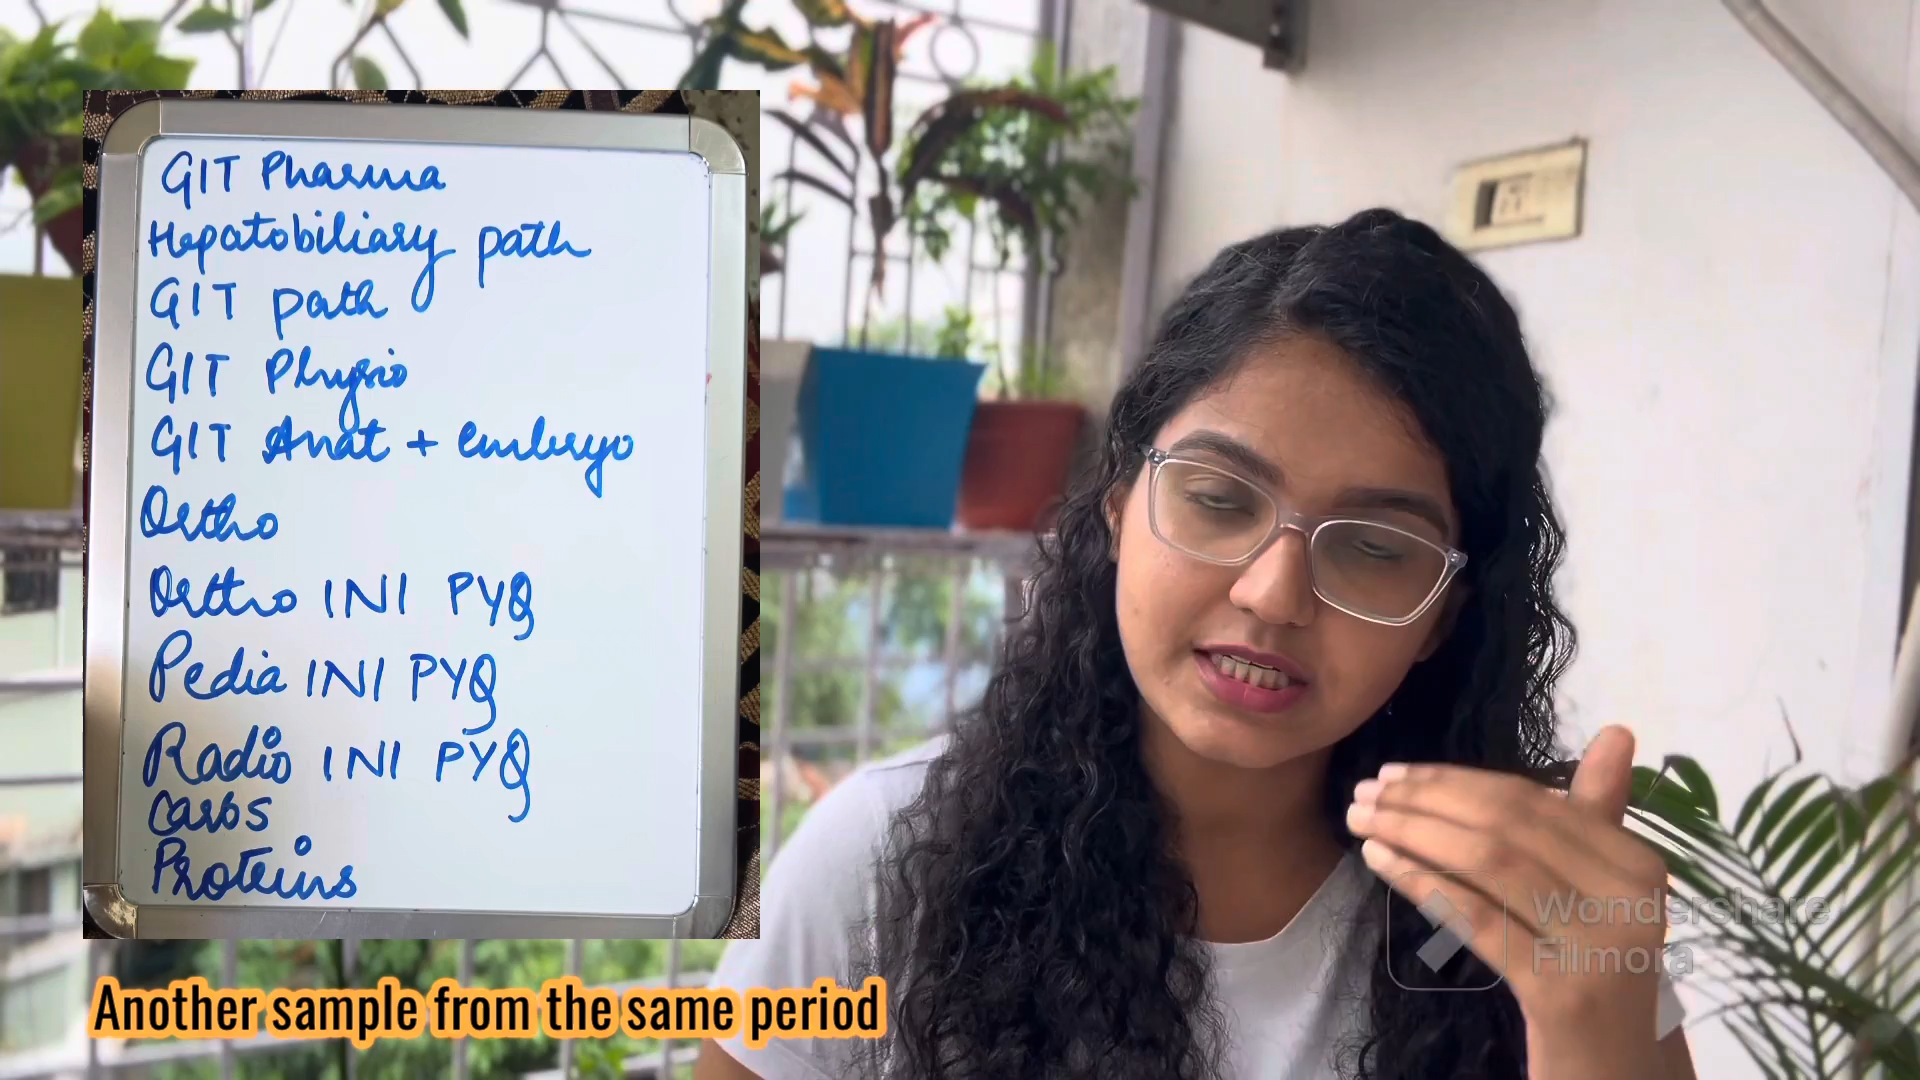 GIT Pharma
Hepatobiliary path
GIT path
GIT Physio
GIT Anat + embryo
Ortho
Ortho INI PYQ
Pedia INI PYQ
Radio INI PYQ
Carbs
Proteins
Another sample from the same period
Wondershare
Filmora